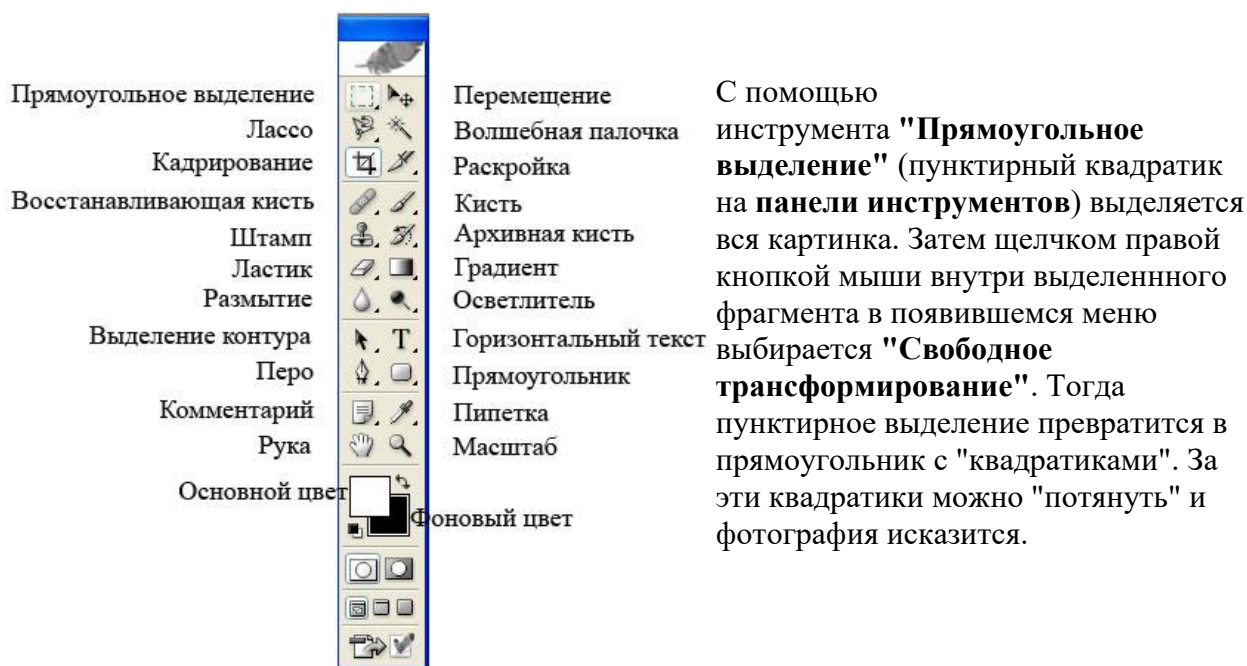 Прямоугольное выделение
Перемещение
Лассо
Волшебная палочка
Кадрирование
Раскройка
Восстанавливающая кисть
Кисть
Штамп
Архивная кисть
Ластик
Градиент
Размытие
Осветлитель
Выделение контура
Горизонтальный текст
Перо
Прямоугольник
Комментарий
Пипетка
Рука
Масштаб
Основной цвет
Фоновый цвет
С помощью
инструмента "Прямоугольное
выделение" (пунктирный квадратик
на панели инструментов) выделяется
вся картинка. Затем щелчком правой
кнопкой мыши внутри выделеннного
фрагмента в появившемся меню
выбирается "Свободное
трансформирование". Тогда
пунктирное выделение превратится в
прямоугольник с "квадратиками". За
эти квадратики можно "потянуть" и
фотография исказится.